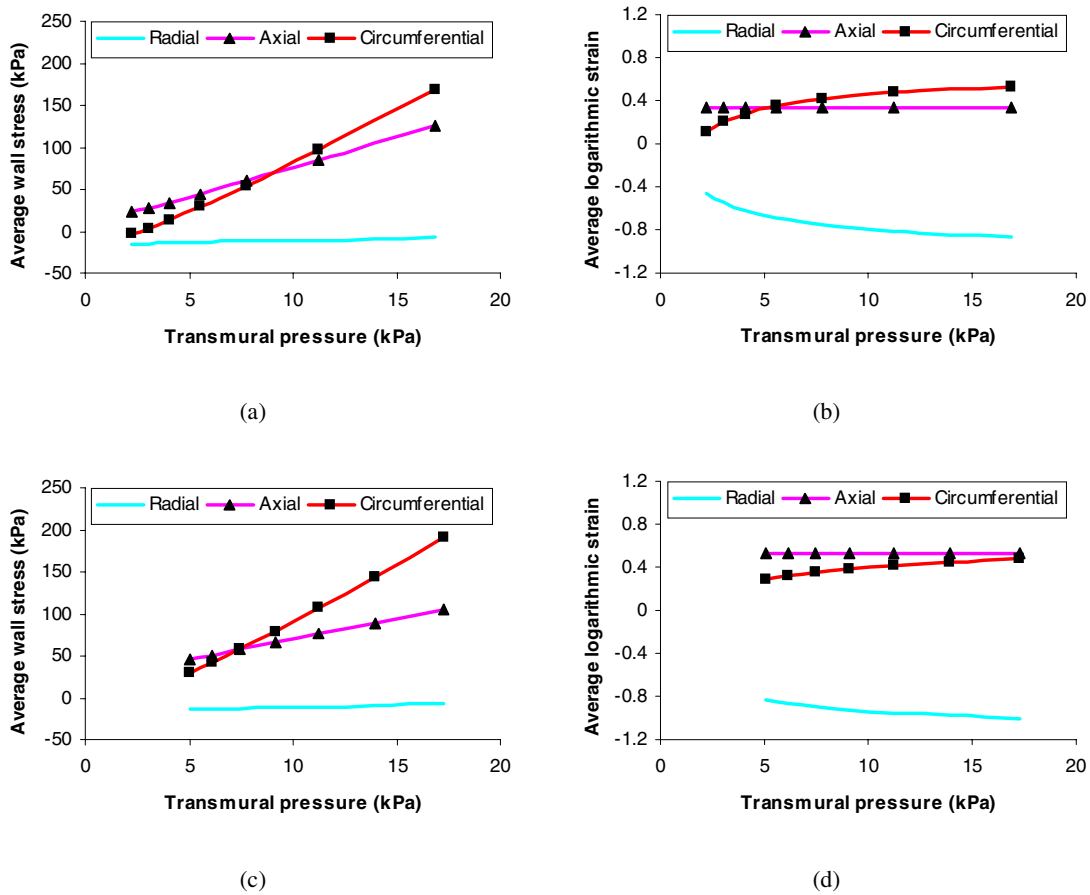 Average wall stress (kPa)
250
200
150
100
50
0
-50
Radial Axial Circumferential
0 5 10 15 20
Transmural pressure (kPa)
(a)
Average logarithmic strain
1.2
0.8
0.4
0
-0.4
-0.8
-1.2
Radial Axial Circumferential
0 5 10 15 20
Transmural pressure (kPa)
(b)
Average wall stress (kPa)
250
200
150
100
50
0
-50
Radial Axial Circumferential
0 5 10 15 20
Transmural pressure (kPa)
(c)
Average logarithmic strain
1.2
0.8
0.4
0
-0.4
-0.8
-1.2
Radial Axial Circumferential
0 5 10 15 20
Transmural pressure (kPa)
(d)